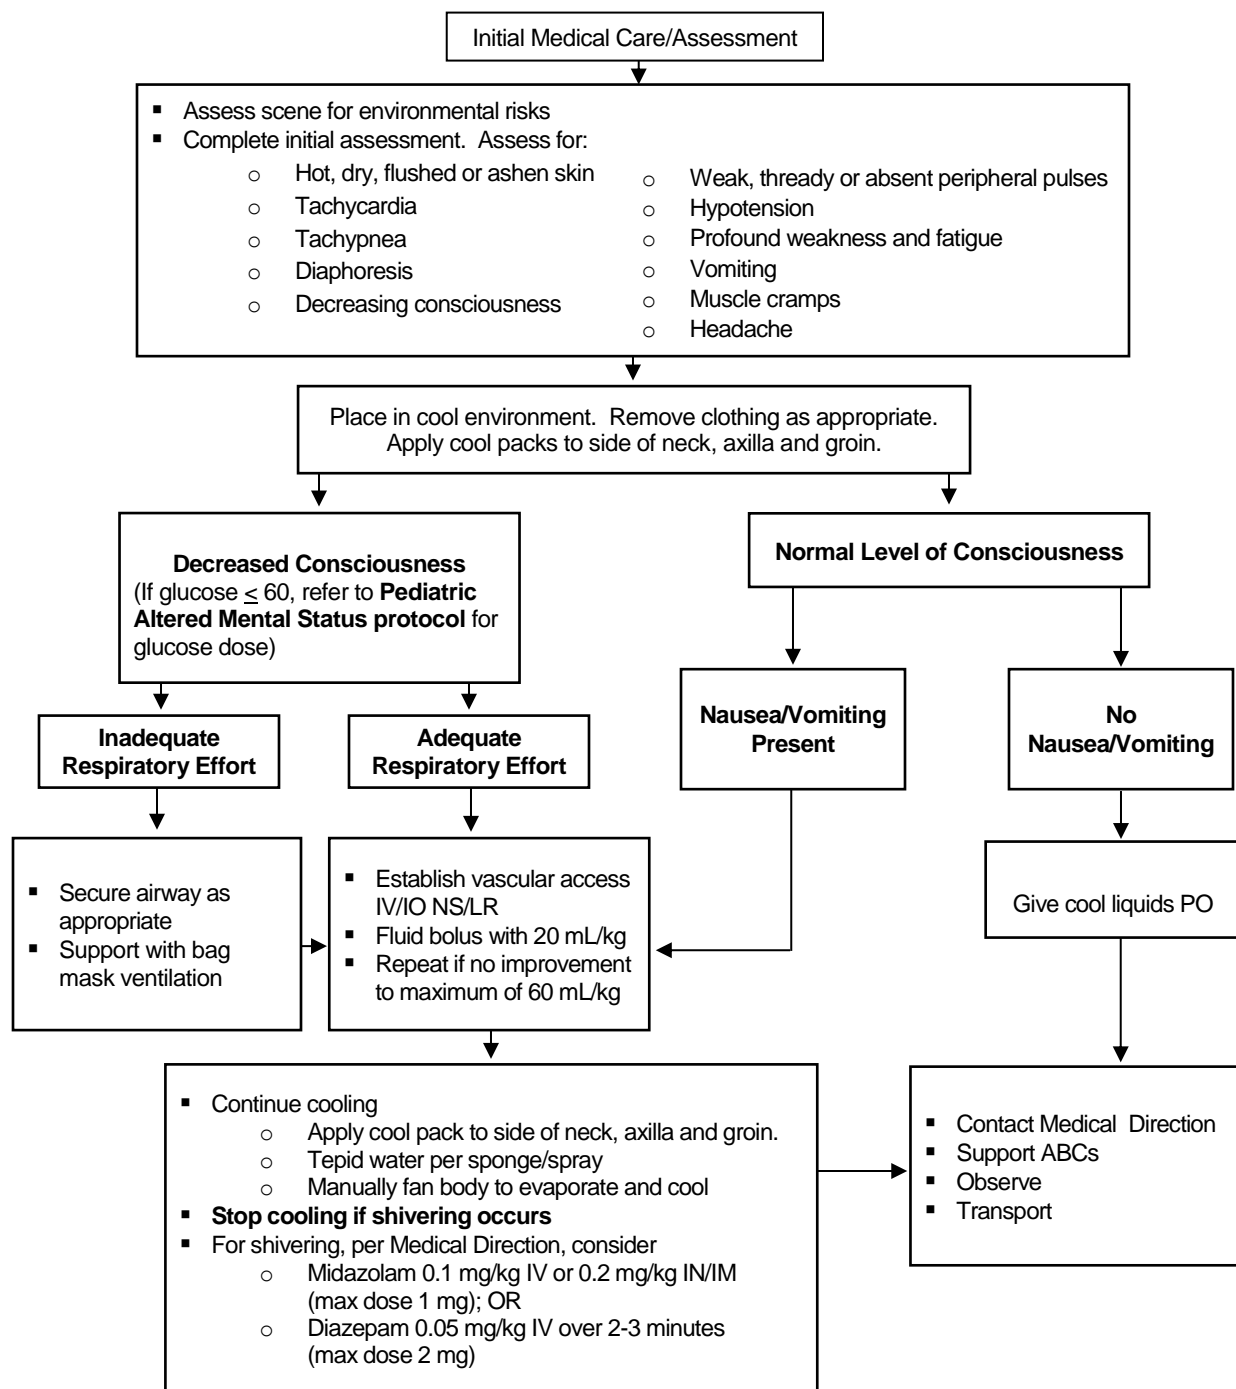 Initial Medical Care/Assessment
▪ Assess scene for environmental risks
▪ Complete initial assessment. Assess for:
o Hot, dry, flushed or ashen skin
o Tachycardia
o Tachypnea
o Diaphoresis
o Decreasing consciousness
o Weak, thready or absent peripheral pulses
o Hypotension
o Profound weakness and fatigue
o Vomiting
o Muscle cramps
o Headache
Place in cool environment. Remove clothing as appropriate.
Apply cool packs to side of neck, axilla and groin.
Decreased Consciousness
(If glucose ≤ 60, refer to Pediatric
Altered Mental Status protocol for
glucose dose)
Normal Level of Consciousness
Inadequate
Respiratory Effort
Adequate
Respiratory Effort
Nausea/Vomiting
Present
No
Nausea/Vomiting
▪ Secure airway as
appropriate
▪ Support with bag
mask ventilation
▪ Establish vascular access
IV/IO NS/LR
▪ Fluid bolus with 20 mL/kg
▪ Repeat if no improvement
to maximum of 60 mL/kg
Give cool liquids PO
▪ Continue cooling
o Apply cool pack to side of neck, axilla and groin.
o Tepid water per sponge/spray
o Manually fan body to evaporate and cool
▪ Stop cooling if shivering occurs
▪ For shivering, per Medical Direction, consider
o Midazolam 0.1 mg/kg IV or 0.2 mg/kg IN/IM
(max dose 1 mg); OR
o Diazepam 0.05 mg/kg IV over 2-3 minutes
(max dose 2 mg)
▪ Contact Medical Direction
▪ Support ABCs
▪ Observe
▪ Transport